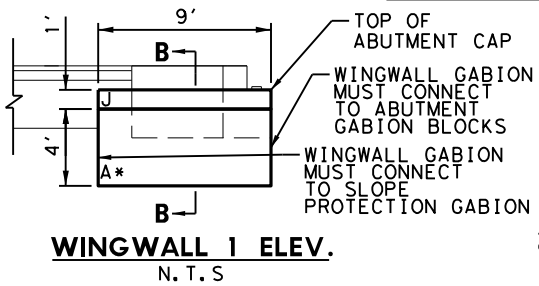 9'
1'
B
TOP OF
ABUTMENT CAP
J
WINGWALL GABION
MUST CONNECT
TO ABUTMENT
GABION BLOCKS
4'
WINGWALL GABION
MUST CONNECT
TO SLOPE
PROTECTION GABION
A*
B
WINGWALL 1 ELEV.
N.T.S